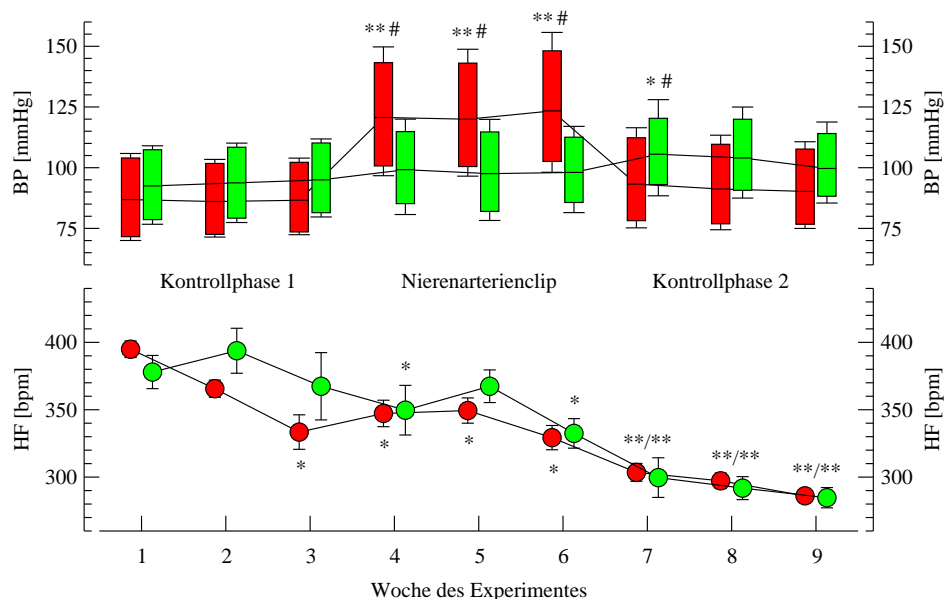 BP [mmHg]
150
125
100
75
** # ** # ** # * #
150
125
100
75
BP [mmHg]
Kontrollphase 1 Nierenarterienclip Kontrollphase 2
HF [bpm]
400
350
300
* * * * * * **/** **/** **/**
400
350
300
HF [bpm]
1 2 3 4 5 6 7 8 9
Woche des Experimentes